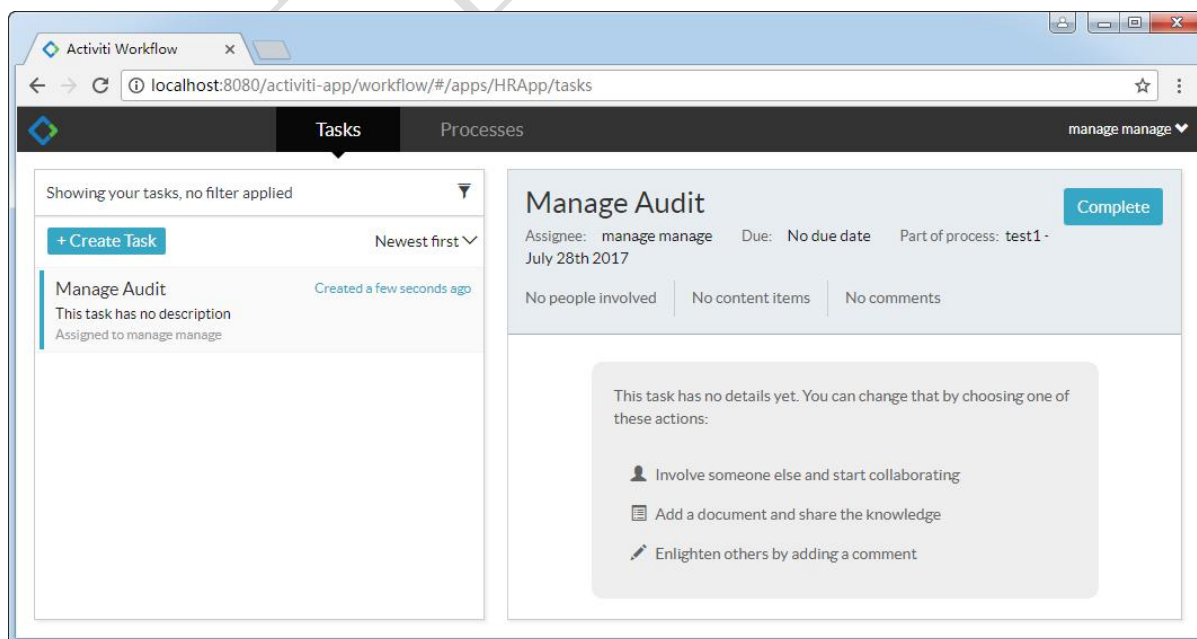 Activiti Workflow
localhost:8080/activiti-app/workflow/#/apps/HRApp/tasks
Tasks Processes manage manage
Showing your tasks, no filter applied
+ Create Task Newest first
Manage Audit Created a few seconds ago
This task has no description
Assigned to manage manage
Manage Audit Complete
Assignee: manage manage Due: No due date Part of process: test1 -
July 28th 2017
No people involved No content items No comments
This task has no details yet. You can change that by choosing one of
these actions:
Involve someone else and start collaborating
Add a document and share the knowledge
Enlighten others by adding a comment